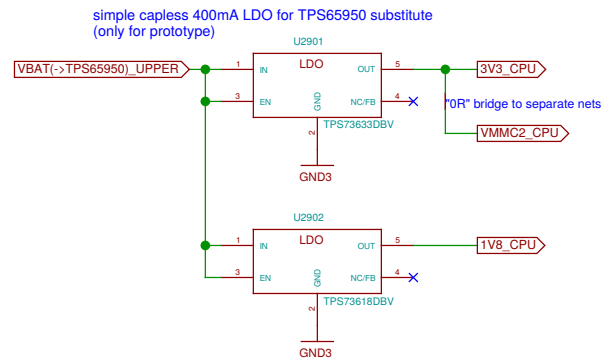 simple capless 400mA LDO for TPS65950 substitute
(only for prototype)
U2901
VBAT(->TPS65950)_UPPER
1
IN
LDO
OUT
5
3V3_CPU
3
EN
GND
NC/FB
4
"0R" bridge to separate nets
2
TPS73633DBV
VMMC2_CPU
GND3
U2902
1
IN
LDO
OUT
5
1V8_CPU
3
EN
GND
NC/FB
4
2
TPS73618DBV
GND3